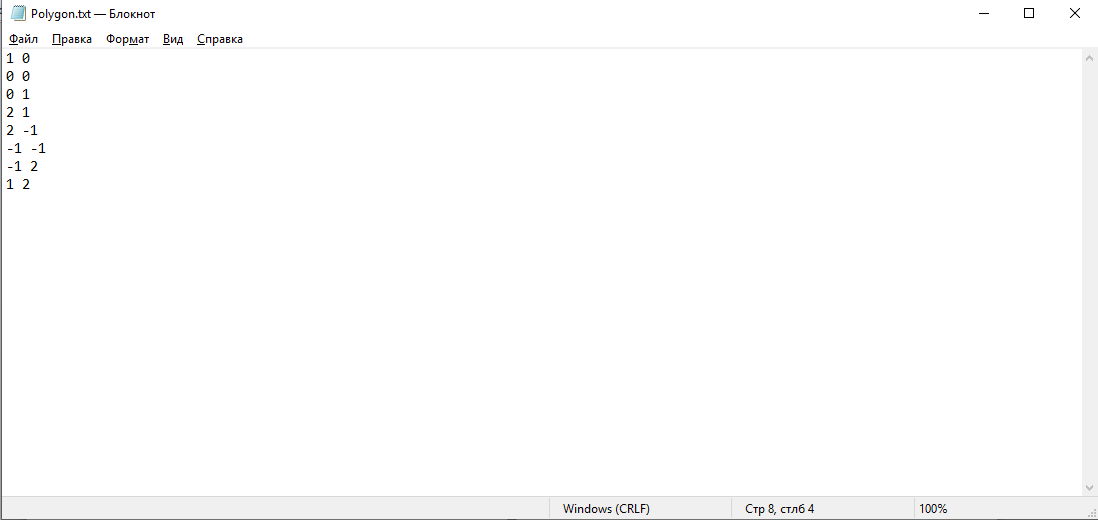 Polygon.txt — Блокнот
Файл Правка Формат Вид Справка
1 0
0 0
0 1
2 1
2 -1
-1 -1
-1 2
1 2
Windows (CRLF) Стр 8, стлб 4 100%